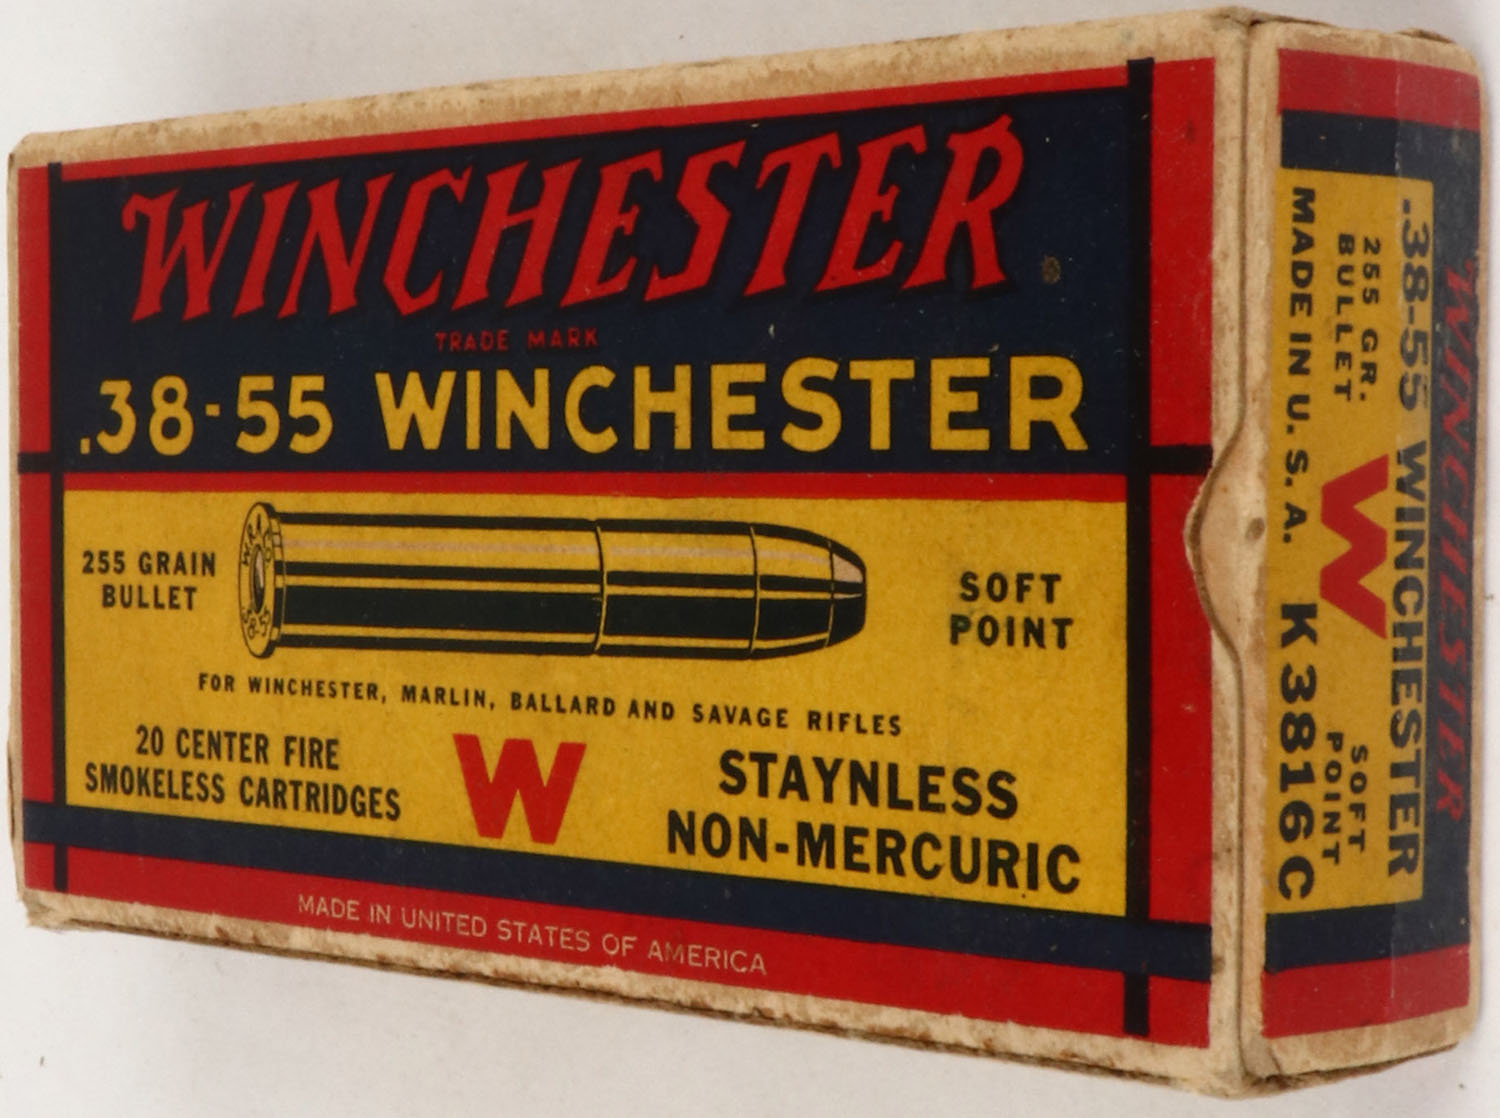 WINCHESTER
TRADE MARK
.38-55 WINCHESTER
255 GRAIN
BULLET
SOFT
POINT
FOR WINCHESTER, MARLIN, BALLARD AND SAVAGE RIFLES
20 CENTER FIRE
SMOKELESS CARTRIDGES
W
STAYNLESS
NON-MERCURIC
MADE IN UNITED STATES OF AMERICA
WINCHESTER
.38-55 WINCHESTER
255 GR.
BULLET
W
SOFT
POINT
MADE IN U. S. A.
K3816C